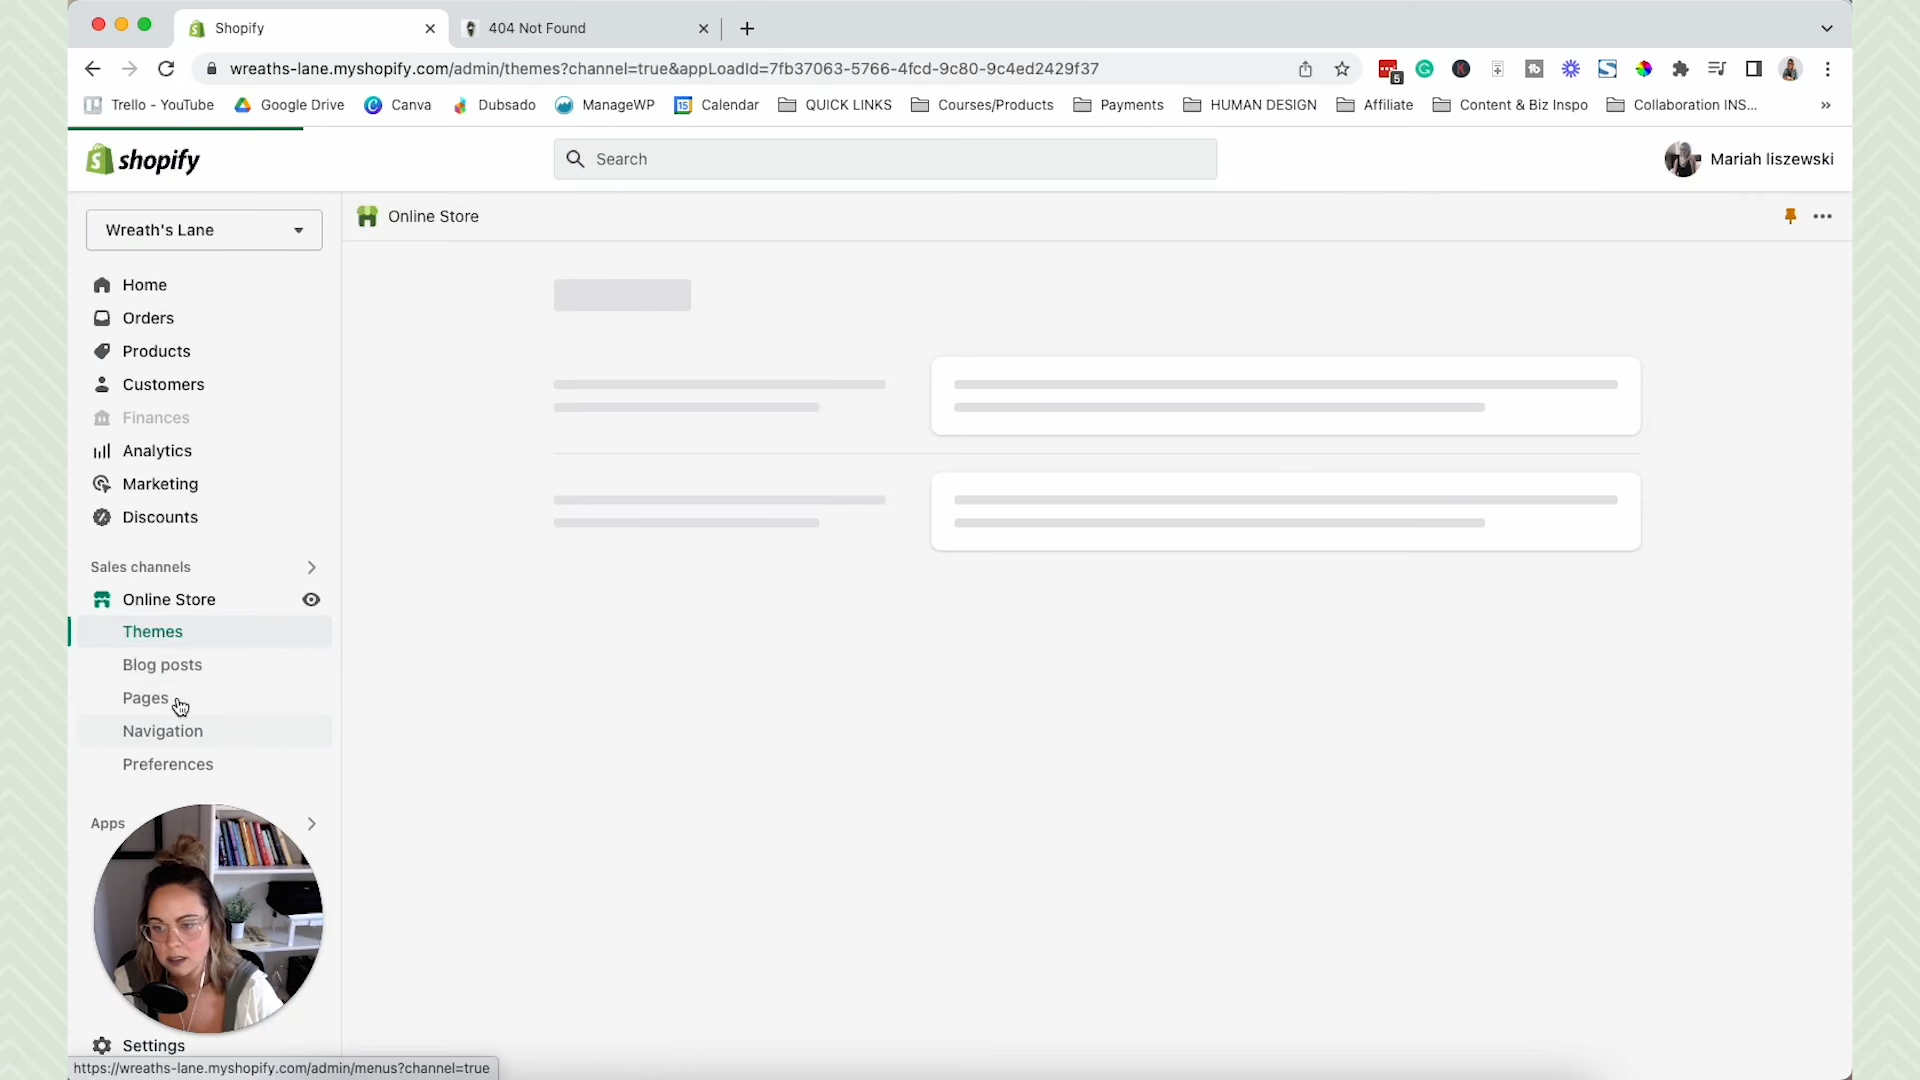 Shopify
404 Not Found
wreaths-lane.myshopify.com/admin/themes?channel=true&appLoadId=7fb37063-5766-4fcd-9c80-9c4ed2429f37
5
Trello - YouTube
Google Drive
Canva
Dubsado
ManageWP
15
Calendar
QUICK LINKS
Courses/Products
Payments
HUMAN DESIGN
Affiliate
Content & Biz Inspo
Collaboration INS...
»
shopify
Search
Mariah liszewski
Wreath's Lane
Online Store
Home
Orders
Products
Customers
Finances
Analytics
Marketing
Discounts
Sales channels
Online Store
Themes
Blog posts
Pages
Navigation
Preferences
Apps
Settings
https://wreaths-lane.myshopify.com/admin/menus?channel=true